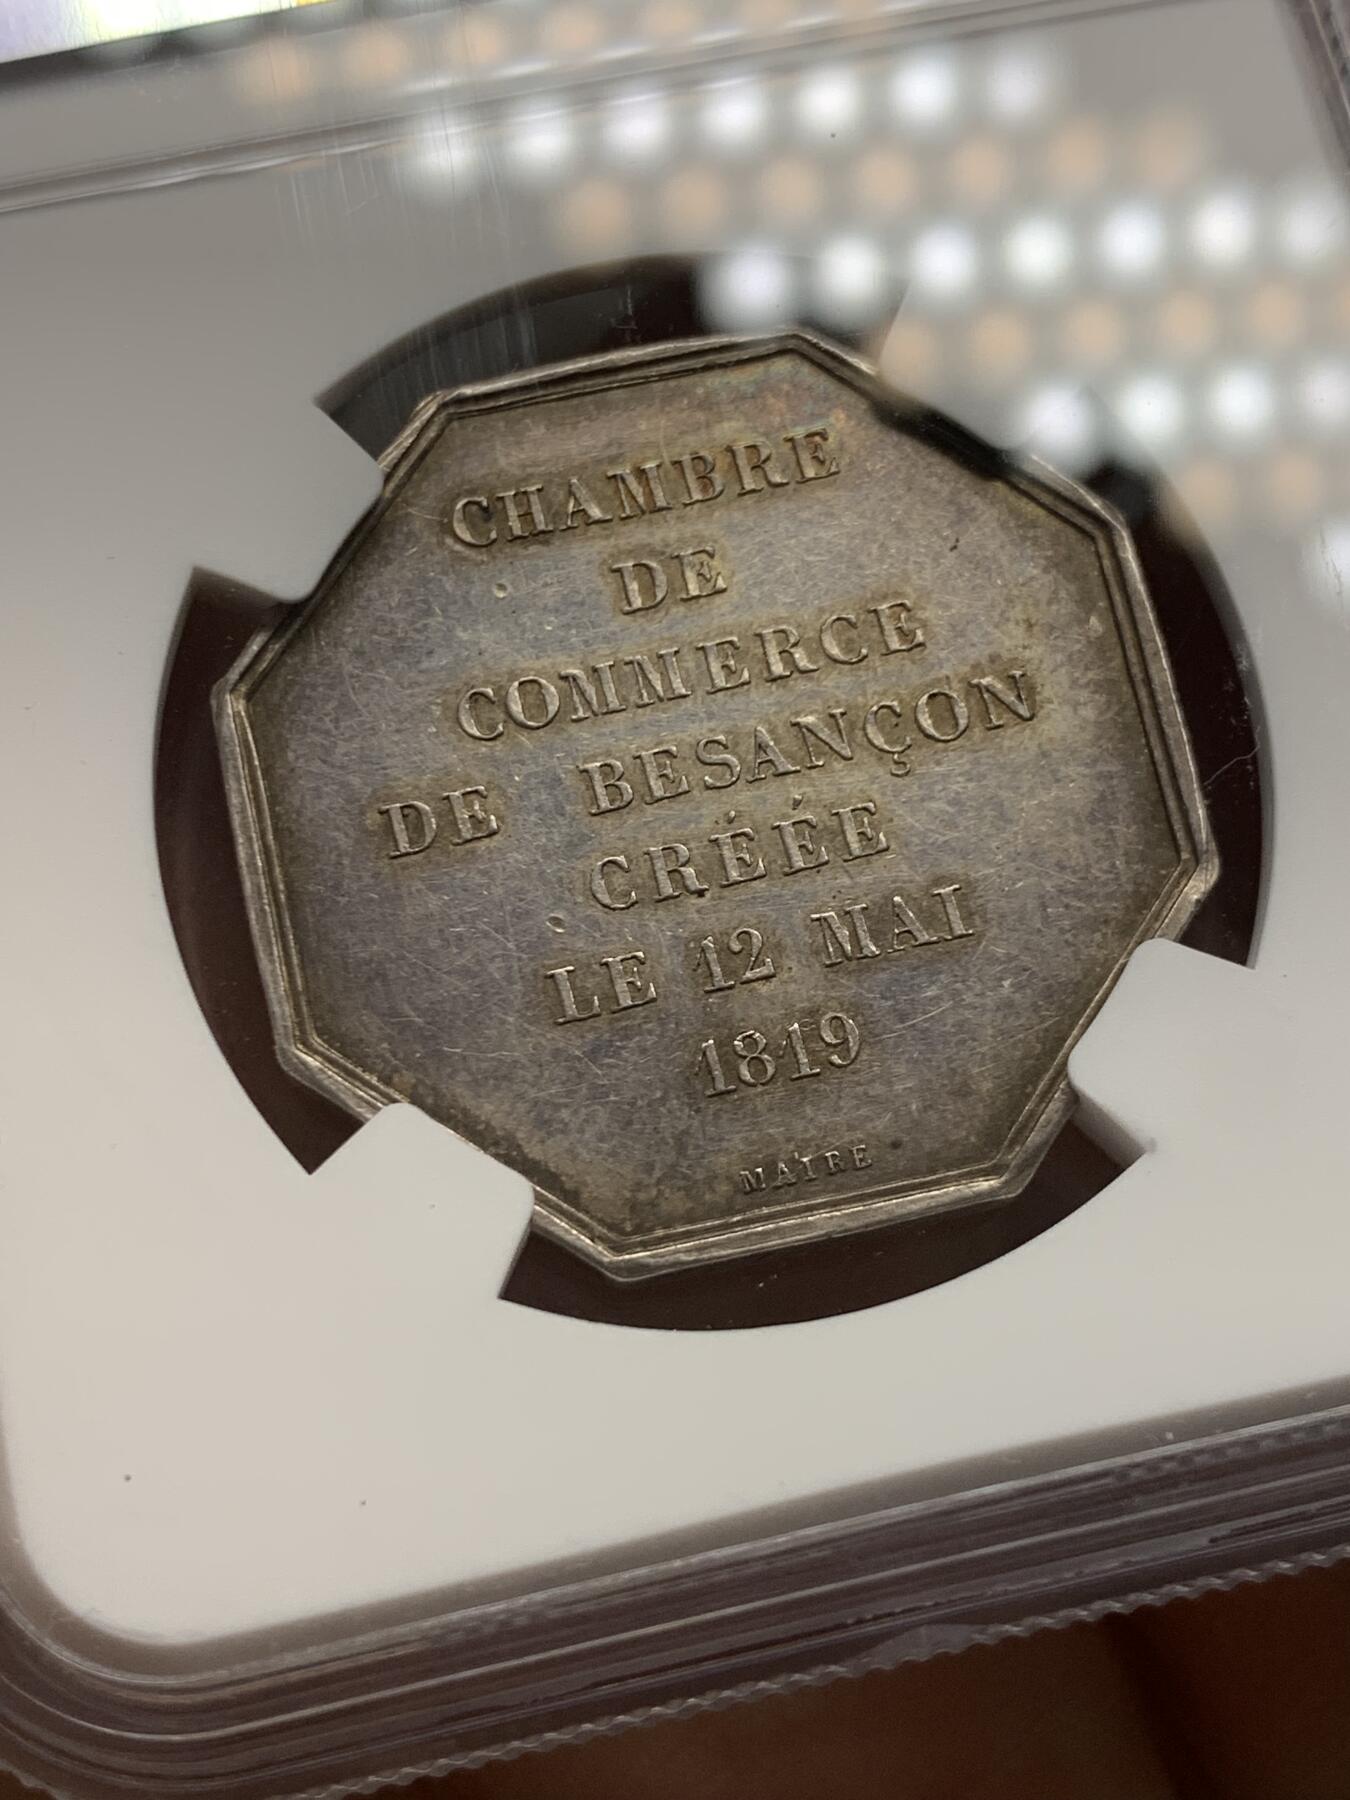 CHAMBRE
DE
COMMERCE
DE BESANÇON
CRÉÉE
LE 12 MAI
1819
MAIRE